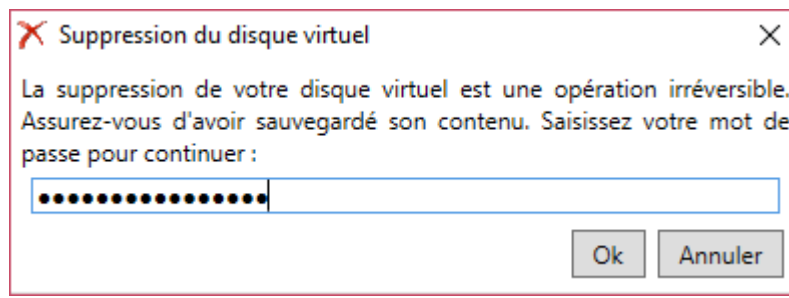 Suppression du disque virtuel
La suppression de votre disque virtuel est une opération irréversible.
Assurez-vous d'avoir sauvegardé son contenu. Saisissez votre mot de
passe pour continuer :
••••••••••••••••
Ok Annuler